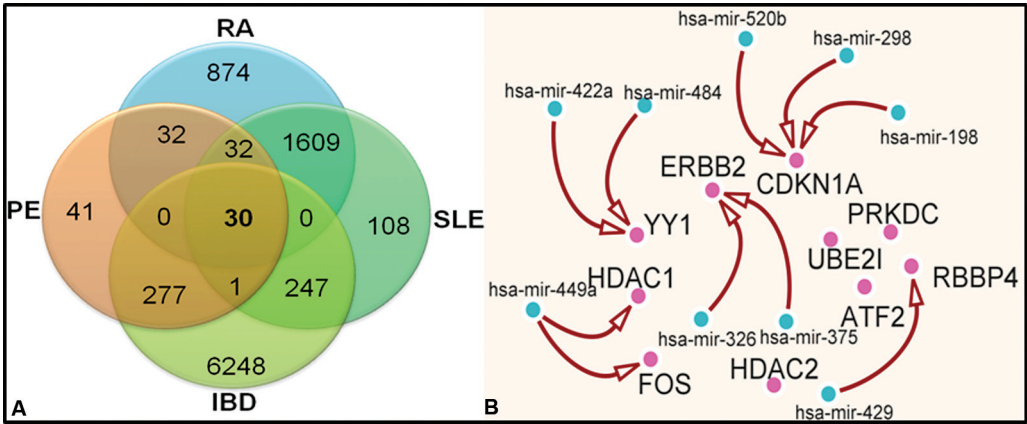 RA
874
32
32
1609
PE
41
0
30
0
108
SLE
277
1
247
6248
IBD
A
hsa-mir-520b
hsa-mir-298
hsa-mir-422a
hsa-mir-484
hsa-mir-198
ERBB2
CDKN1A
YY1
PRKDC
UBE2I
HDAC1
RBBP4
hsa-mir-449a
ATF2
hsa-mir-326
hsa-mir-375
FOS
HDAC2
hsa-mir-429
B